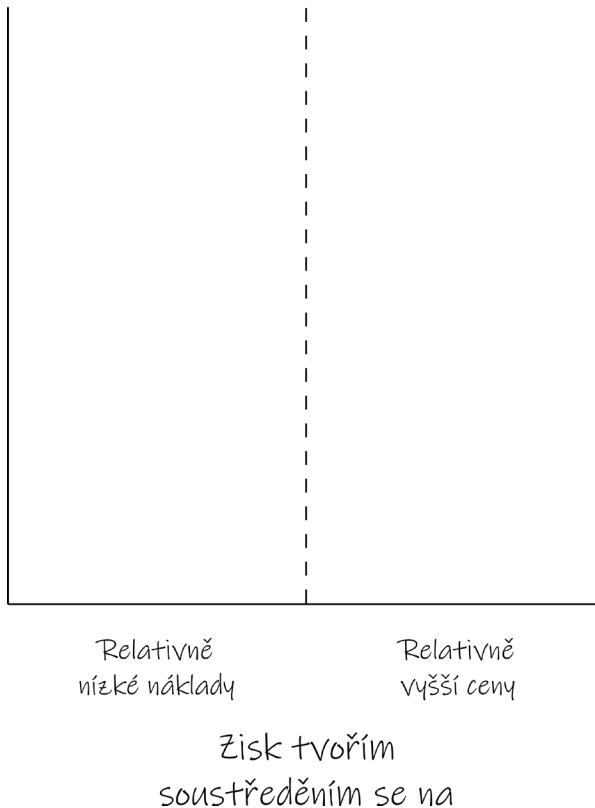 Relativně
nízké náklady
Relativně
vyšší ceny
Zisk tvořím
soustředěním se na